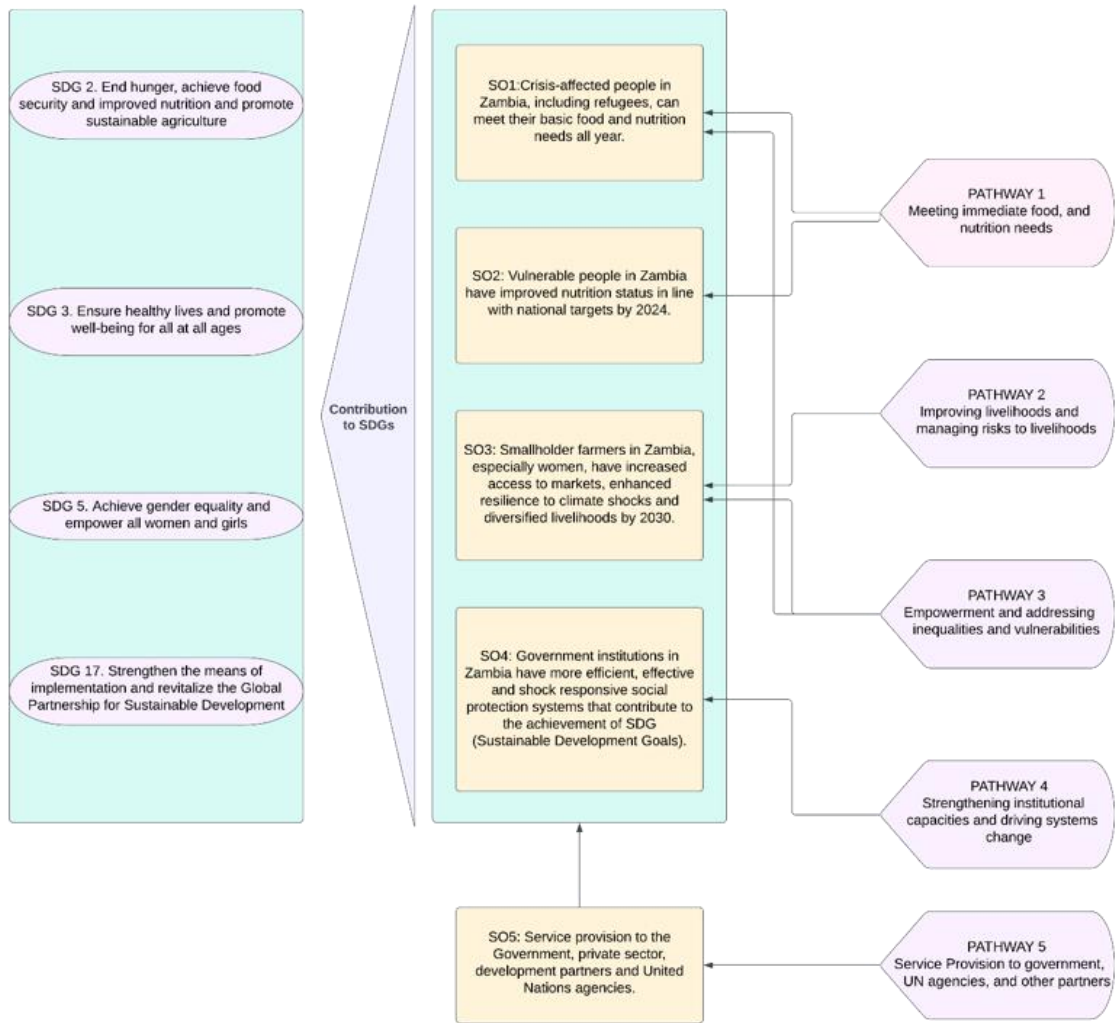 SDG 2. End hunger, achieve food
security and improved nutrition and promote
sustainable agriculture
SDG 3. Ensure healthy lives and promote
well-being for all at all ages
SDG 5. Achieve gender equality and
empower all women and girls
SDG 17. Strengthen the means of
implementation and revitalize the Global
Partnership for Sustainable Development
Contribution
to SDGs
SO1:Crisis-affected people in
Zambia, including refugees, can
meet their basic food and nutrition
needs all year.
SO2: Vulnerable people in Zambia
have improved nutrition status in line
with national targets by 2024.
SO3: Smallholder farmers in Zambia,
especially women, have increased
access to markets, enhanced
resilience to climate shocks and
diversified livelihoods by 2030.
SO4: Government institutions in
Zambia have more efficient, effective
and shock responsive social
protection systems that contribute to
the achievement of SDG
(Sustainable Development Goals).
SO5: Service provision to the
Government, private sector,
development partners and United
Nations agencies.
PATHWAY 1
Meeting immediate food, and
nutrition needs
PATHWAY 2
Improving livelihoods and
managing risks to livelihoods
PATHWAY 3
Empowerment and addressing
inequalities and vulnerabilities
PATHWAY 4
Strengthening institutional
capacities and driving systems
change
PATHWAY 5
Service Provision to government,
UN agencies, and other partners